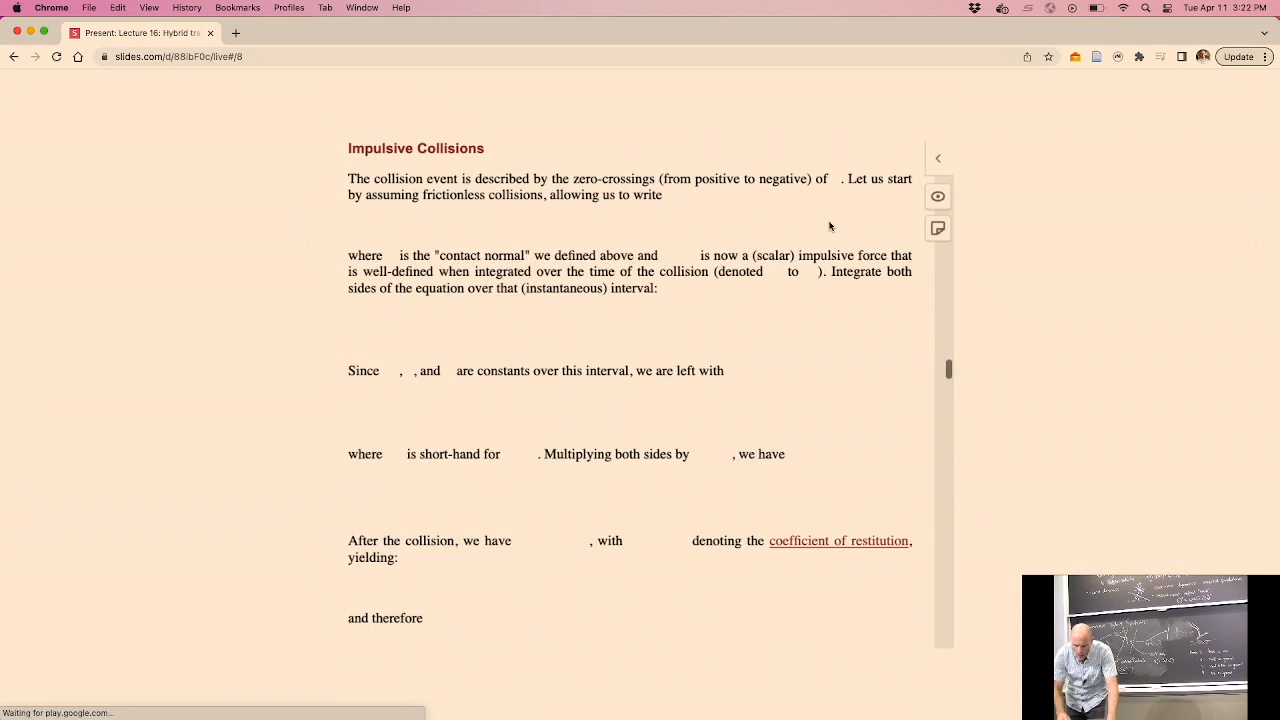 Chrome File Edit View History Bookmarks Profiles Tab Window Help Tue Apr 11 3:22 PM
Present: Lecture 16: Hybrid tra
slides.com/d/88ibF0c/live#/8 Update
Impulsive Collisions
The collision event is described by the zero-crossings (from positive to negative) of . Let us start
by assuming frictionless collisions, allowing us to write
where is the "contact normal" we defined above and is now a (scalar) impulsive force that
is well-defined when integrated over the time of the collision (denoted to ). Integrate both
sides of the equation over that (instantaneous) interval:
Since , , and are constants over this interval, we are left with
where is short-hand for . Multiplying both sides by , we have
After the collision, we have , with denoting the coefficient of restitution,
yielding:
and therefore
Waiting for play.google.com...